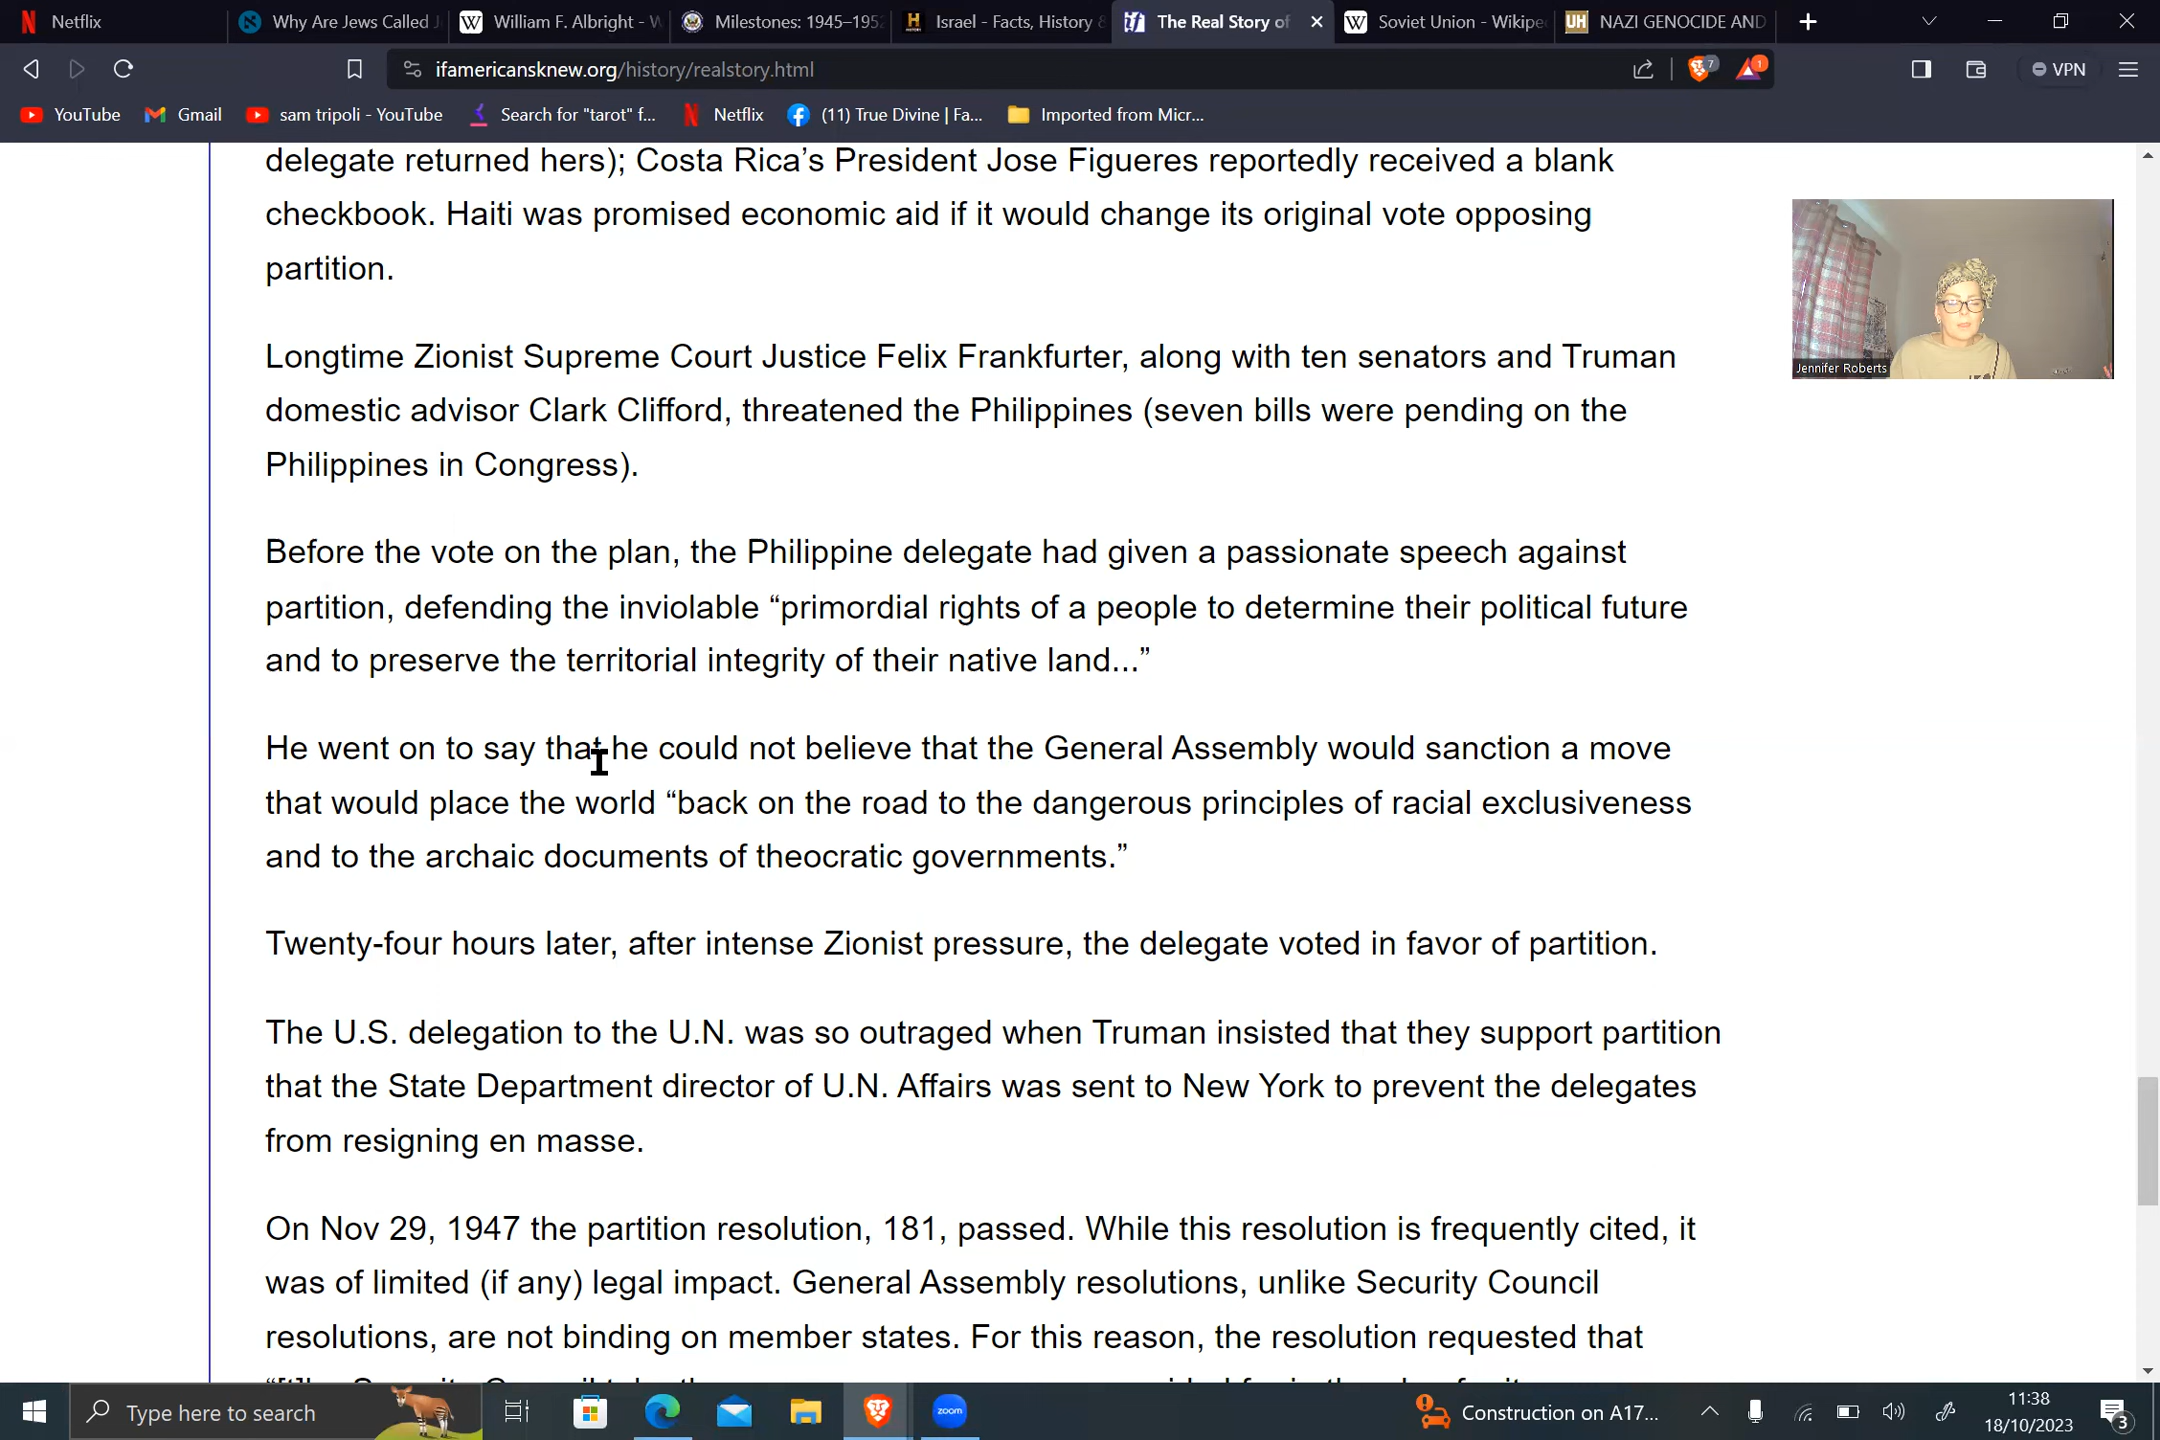 Netflix
Why Are Jews Called J
William F. Albright - W
Milestones: 1945–1952
Israel - Facts, History &
The Real Story of
Soviet Union - Wikipe
NAZI GENOCIDE AND
ifamericansknew.org/history/realstory.html
7
1
VPN
YouTube
Gmail
sam tripoli - YouTube
Search for "tarot" f...
Netflix
(11) True Divine | Fa...
Imported from Micr...
delegate returned hers); Costa Rica’s President Jose Figueres reportedly received a blank
checkbook. Haiti was promised economic aid if it would change its original vote opposing
partition.
Jennifer Roberts
Longtime Zionist Supreme Court Justice Felix Frankfurter, along with ten senators and Truman
domestic advisor Clark Clifford, threatened the Philippines (seven bills were pending on the
Philippines in Congress).
Before the vote on the plan, the Philippine delegate had given a passionate speech against
partition, defending the inviolable “primordial rights of a people to determine their political future
and to preserve the territorial integrity of their native land...”
He went on to say that he could not believe that the General Assembly would sanction a move
that would place the world “back on the road to the dangerous principles of racial exclusiveness
and to the archaic documents of theocratic governments.”
Twenty-four hours later, after intense Zionist pressure, the delegate voted in favor of partition.
The U.S. delegation to the U.N. was so outraged when Truman insisted that they support partition
that the State Department director of U.N. Affairs was sent to New York to prevent the delegates
from resigning en masse.
On Nov 29, 1947 the partition resolution, 181, passed. While this resolution is frequently cited, it
was of limited (if any) legal impact. General Assembly resolutions, unlike Security Council
resolutions, are not binding on member states. For this reason, the resolution requested that
Type here to search
zoom
Construction on A17...
11:38
18/10/2023
3